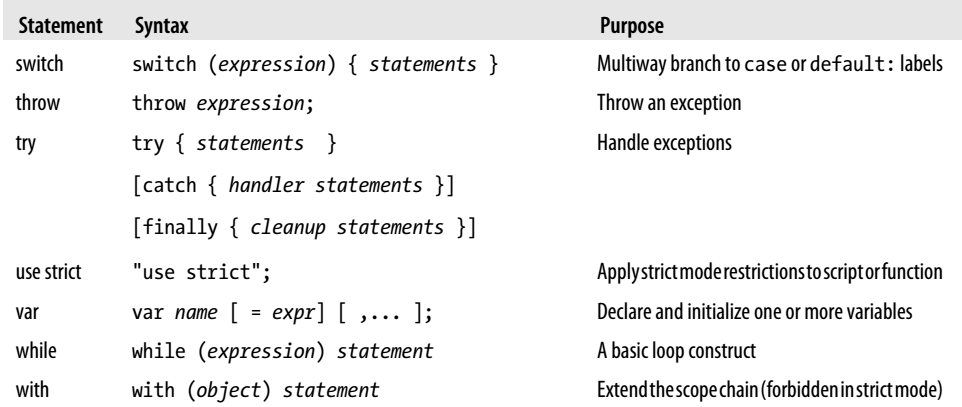 Statement Syntax Purpose
switch switch (expression) { statements } Multiway branch to case or default: labels
throw throw expression; Throw an exception
try try { statements } Handle exceptions
[catch { handler statements }]
[finally { cleanup statements }]
use strict "use strict"; Apply strict mode restrictions to script or function
var var name [ = expr] [ ,... ]; Declare and initialize one or more variables
while while (expression) statement A basic loop construct
with with (object) statement Extend the scope chain (forbidden in strict mode)